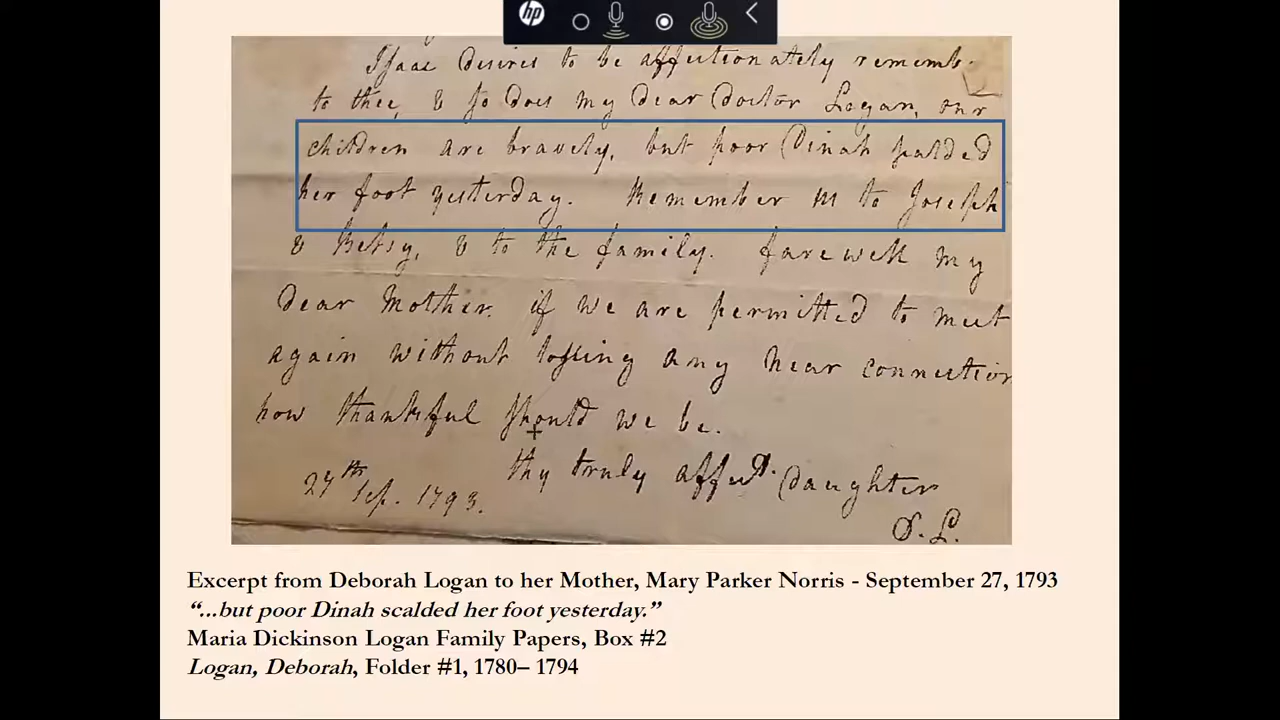 hp
Isaac desires to be affectionately rememb-
to thee, & so does my dear Doctor Logan, our
children are bravely, but poor Dinah scalded
her foot yesterday. Remember m to Joseph
& Betsy, & to the family. farewell my
dear Mother. if we are permitted to meet
again without lossing any near connection
how thankful should we be.
thy truly affect. Daughter
27th Sep. 1793.
D. L.
Excerpt from Deborah Logan to her Mother, Mary Parker Norris - September 27, 1793
“...but poor Dinah scalded her foot yesterday.”
Maria Dickinson Logan Family Papers, Box #2
Logan, Deborah, Folder #1, 1780– 1794